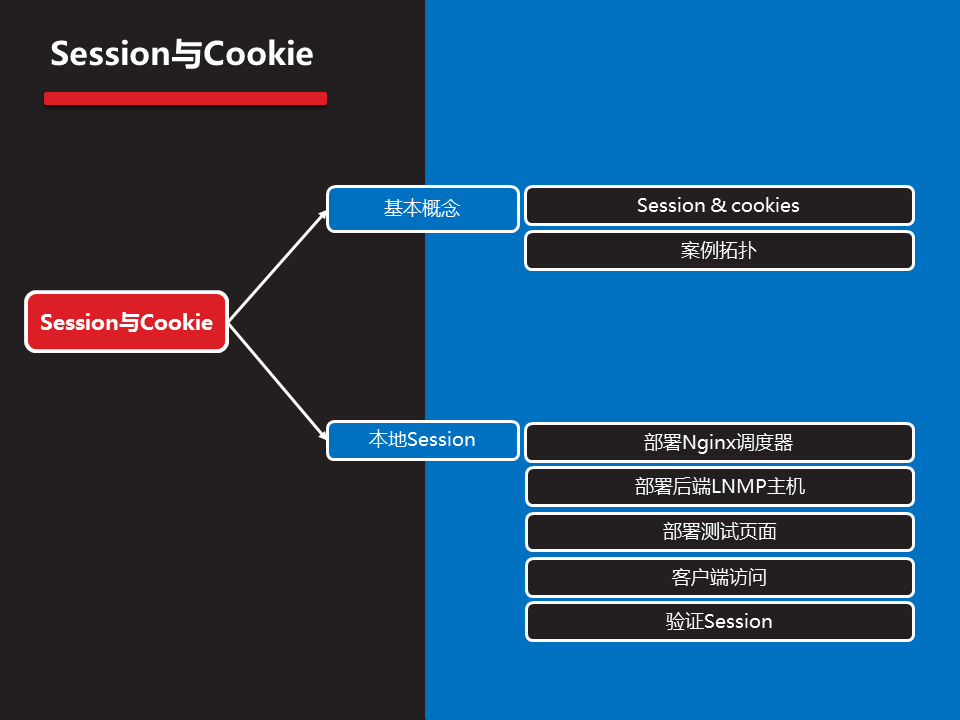 Session与Cookie
基本概念
Session & cookies
案例拓扑
Session与Cookie
本地Session
部署Nginx调度器
部署后端LNMP主机
部署测试页面
客户端访问
验证Session